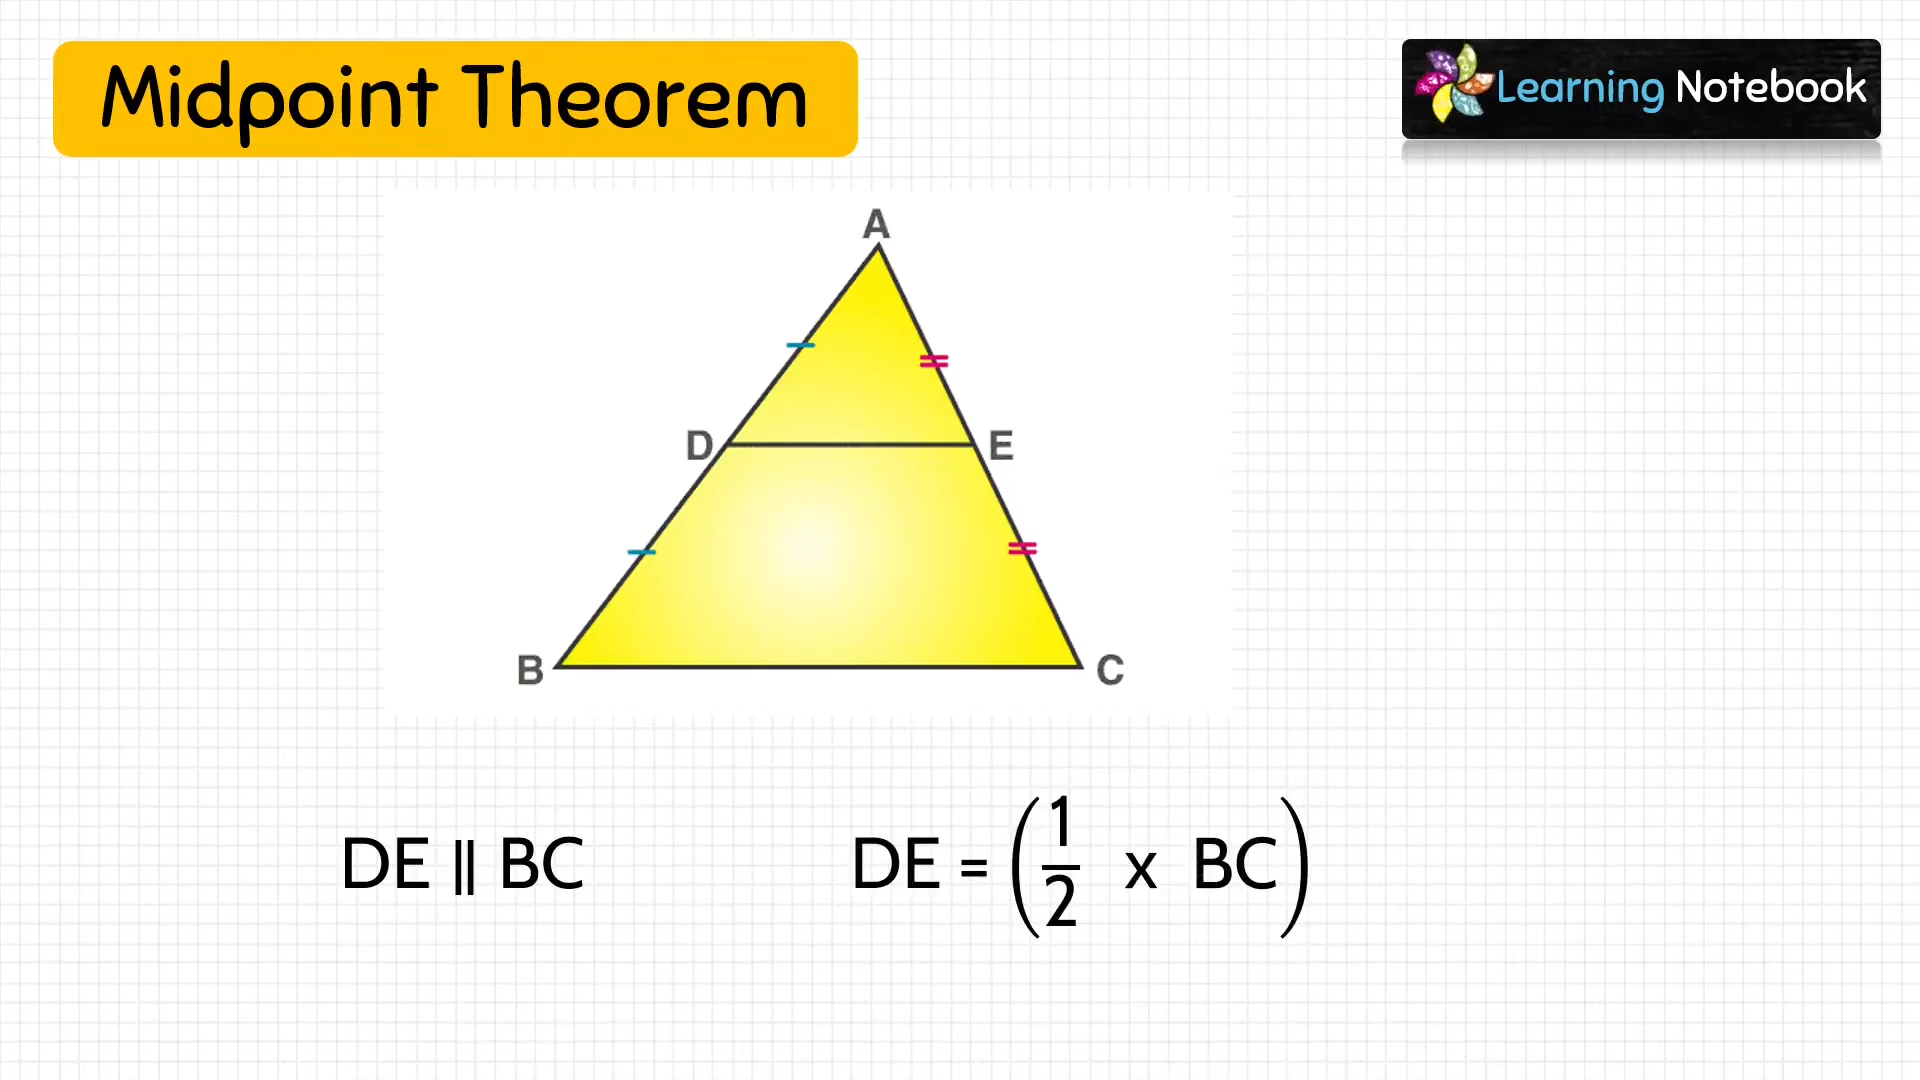 Midpoint Theorem
Learning Notebook
A
D E
B C
DE || BC
DE = (1/2 x BC)